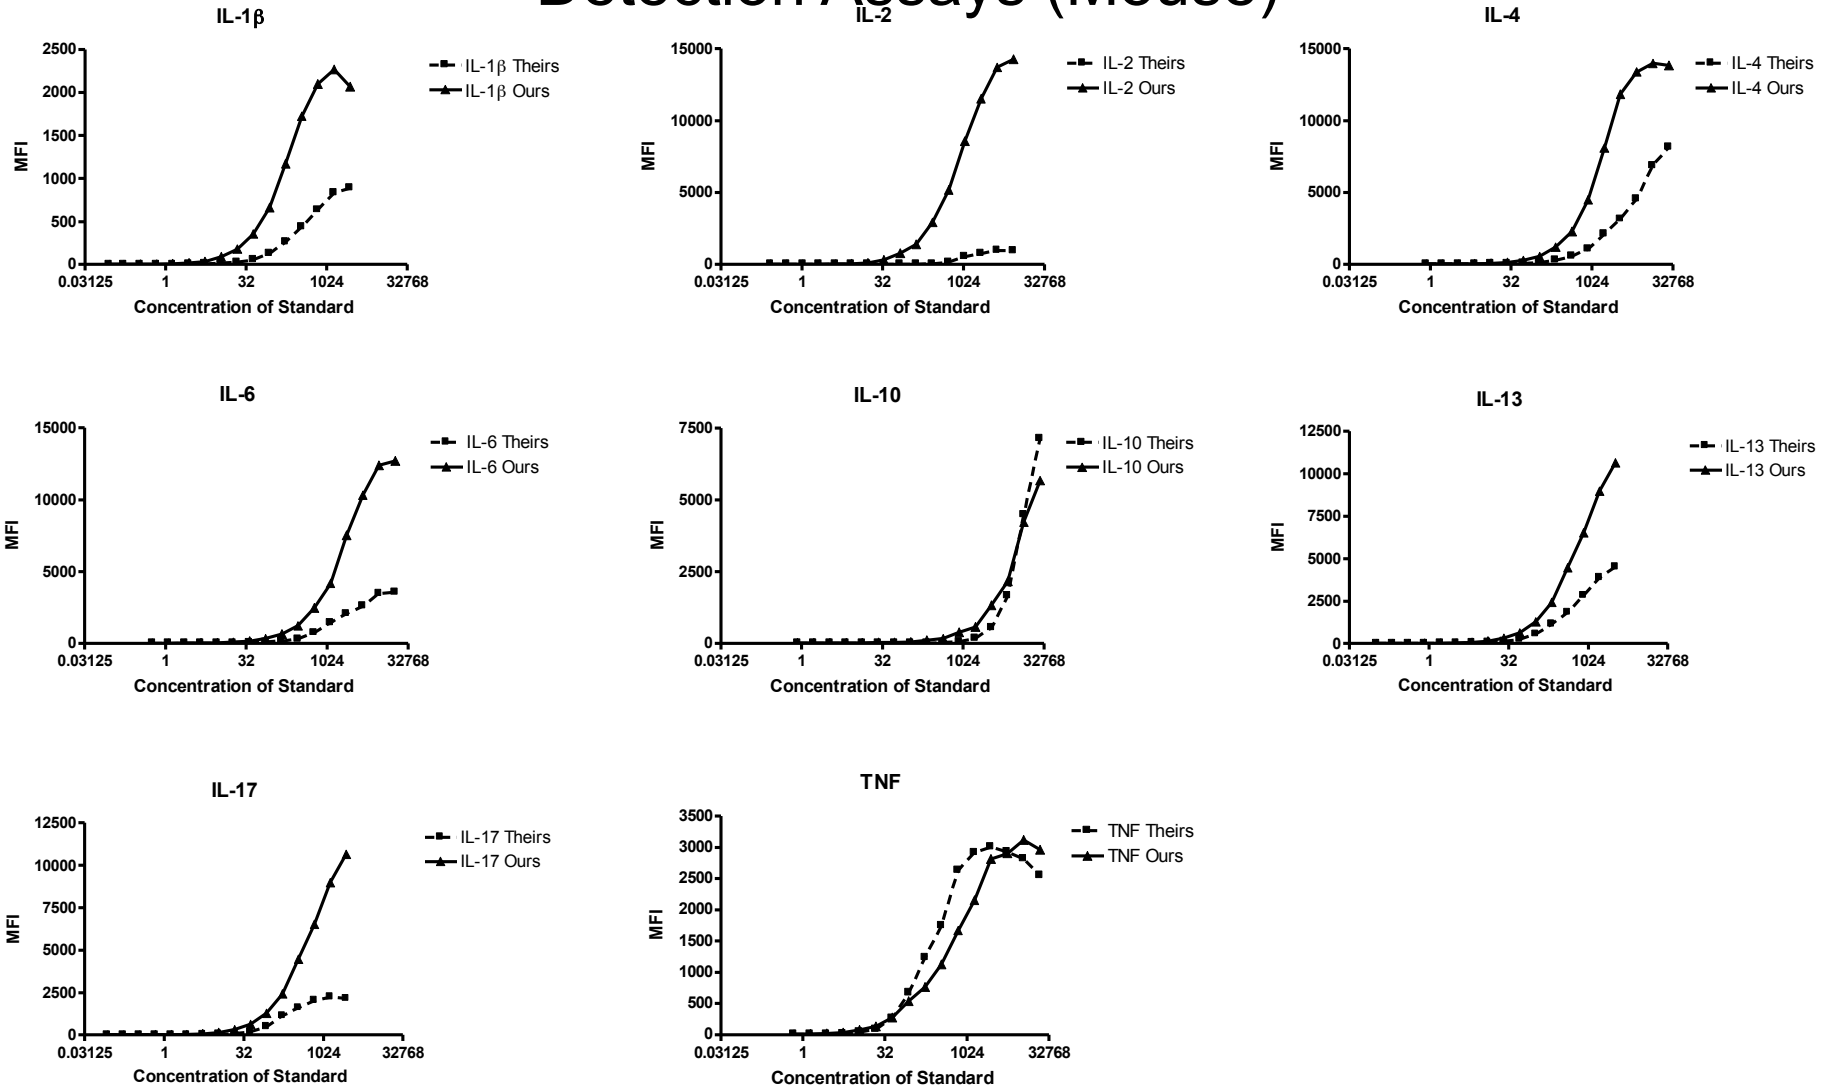 Detection Assays (Mouse)
IL-1β
2500
2000
1500
1000
500
0
MFI
0.03125 1 32 1024 32768
Concentration of Standard
IL-1β Theirs
IL-1β Ours
IL-2
15000
10000
5000
0
MFI
0.03125 1 32 1024 32768
Concentration of Standard
IL-2 Theirs
IL-2 Ours
IL-4
15000
10000
5000
0
MFI
0.03125 1 32 1024 32768
Concentration of Standard
IL-4 Theirs
IL-4 Ours
IL-6
15000
10000
5000
0
MFI
0.03125 1 32 1024 32768
Concentration of Standard
IL-6 Theirs
IL-6 Ours
IL-10
7500
5000
2500
0
MFI
0.03125 1 32 1024 32768
Concentration of Standard
IL-10 Theirs
IL-10 Ours
IL-13
12500
10000
7500
5000
2500
0
MFI
0.03125 1 32 1024 32768
Concentration of Standard
IL-13 Theirs
IL-13 Ours
IL-17
12500
10000
7500
5000
2500
0
MFI
0.03125 1 32 1024 32768
Concentration of Standard
IL-17 Theirs
IL-17 Ours
TNF
3500
3000
2500
2000
1500
1000
500
0
MFI
0.03125 1 32 1024 32768
Concentration of Standard
TNF Theirs
TNF Ours